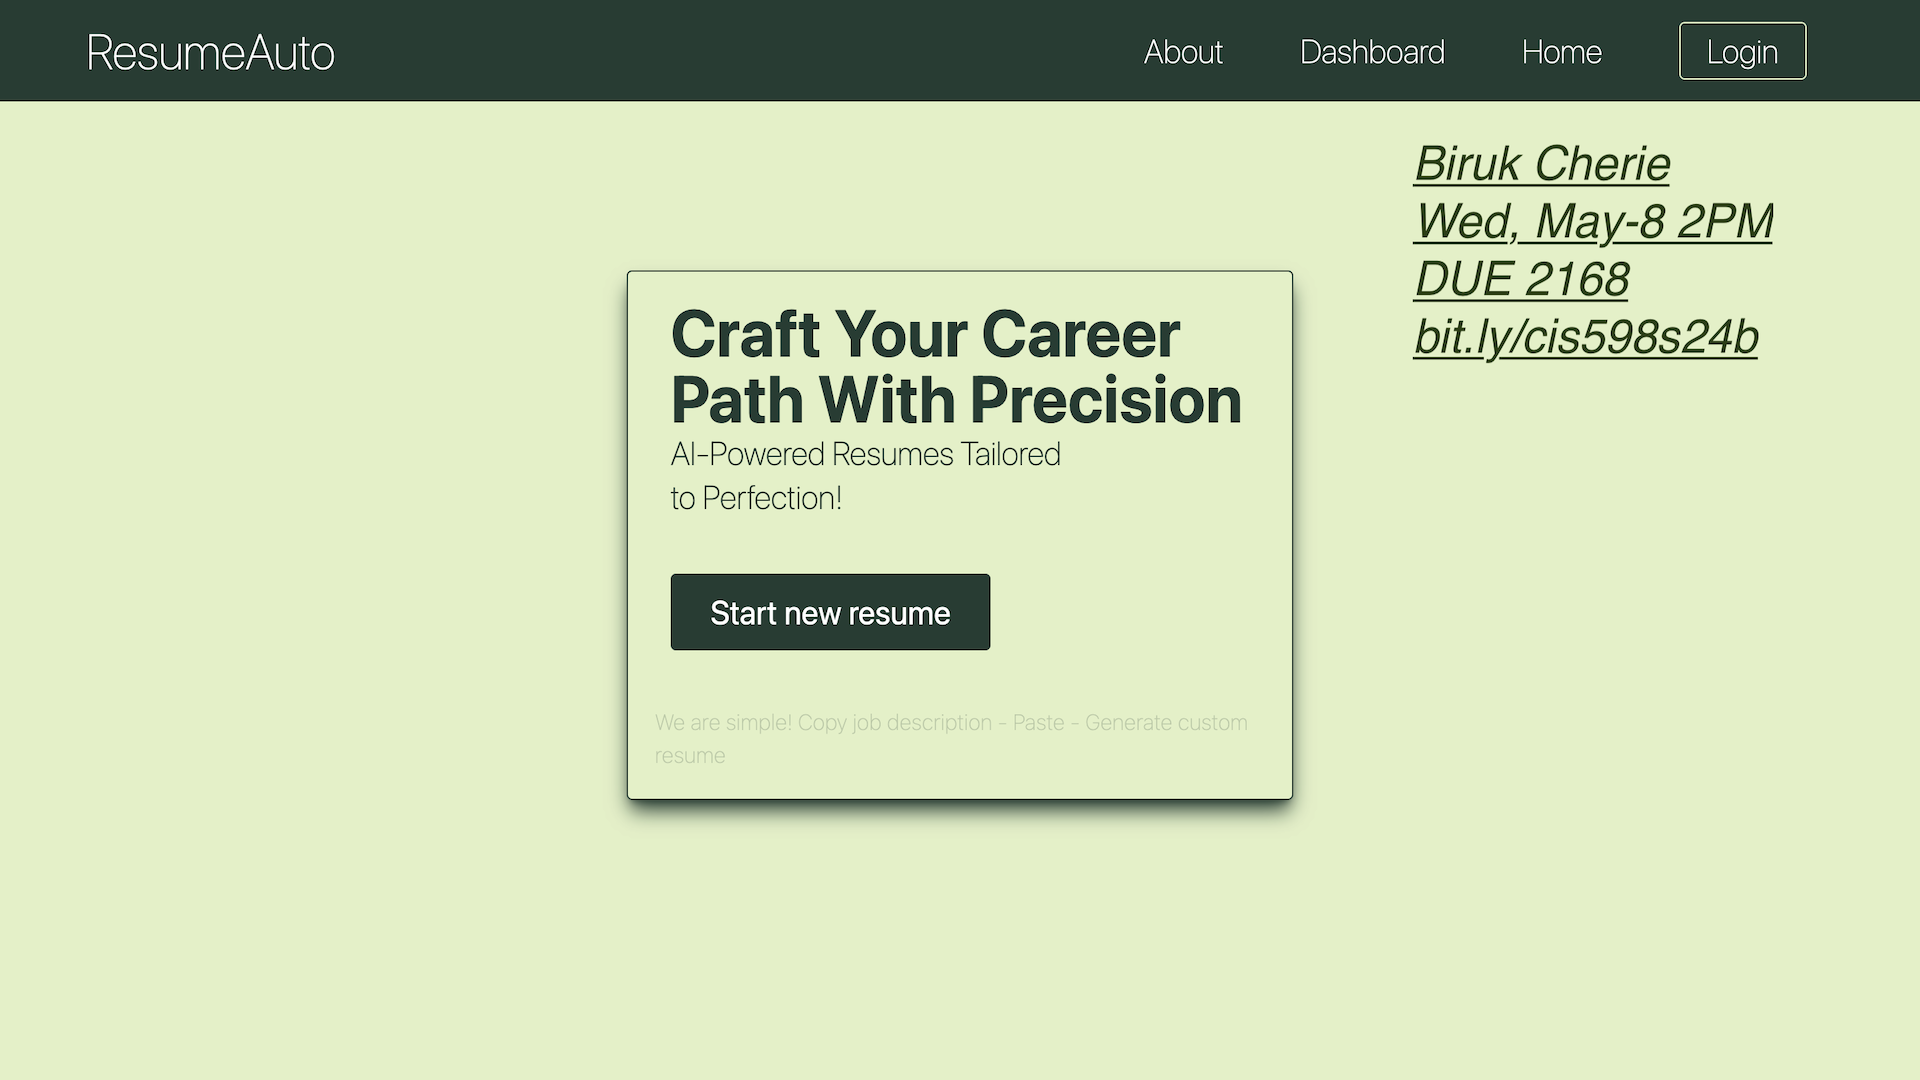 ResumeAuto
About
Dashboard
Home
Login
Biruk Cherie
Wed, May-8 2PM
DUE 2168
bit.ly/cis598s24b
Craft Your Career
Path With Precision
AI-Powered Resumes Tailored
to Perfection!
Start new resume
We are simple! Copy job description - Paste - Generate custom
resume